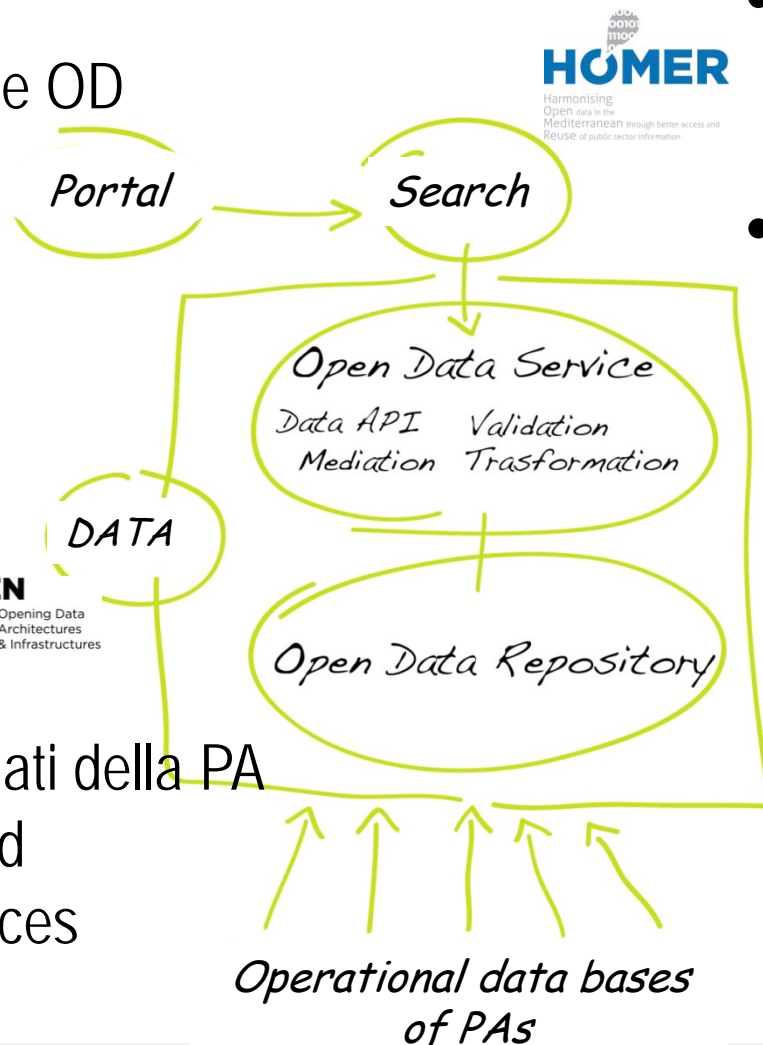 e OD
HOMER
Harmonising
Open data in the
Mediterranean through better access and
Reuse of public sector information
Portal
Search
Open Data Service
Data API Validation
Mediation Trasformation
DATA
N
Opening Data
Architectures
& Infrastructures
Open Data Repository
ati della PA
d
ces
Operational data bases
of PAs